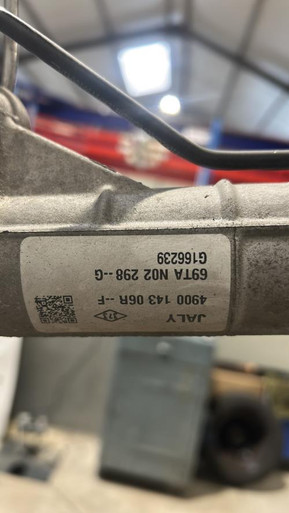 JALY
4900 143 06R --F
69TA N02 298 --G
G166239